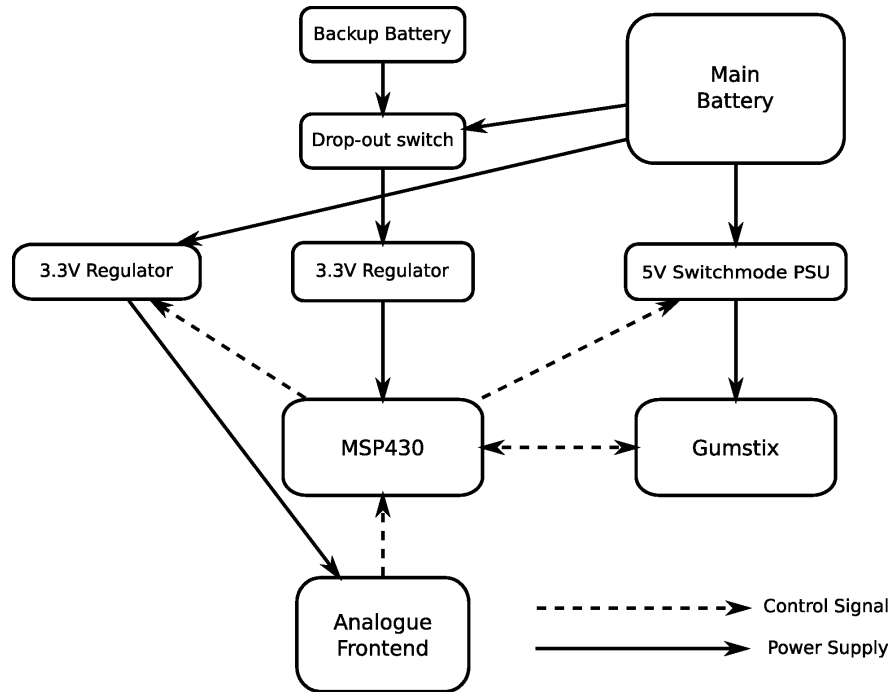 Backup Battery
Main
Battery
Drop-out switch
3.3V Regulator
3.3V Regulator
5V Switchmode PSU
MSP430
Gumstix
Analogue
Frontend
Control Signal
Power Supply